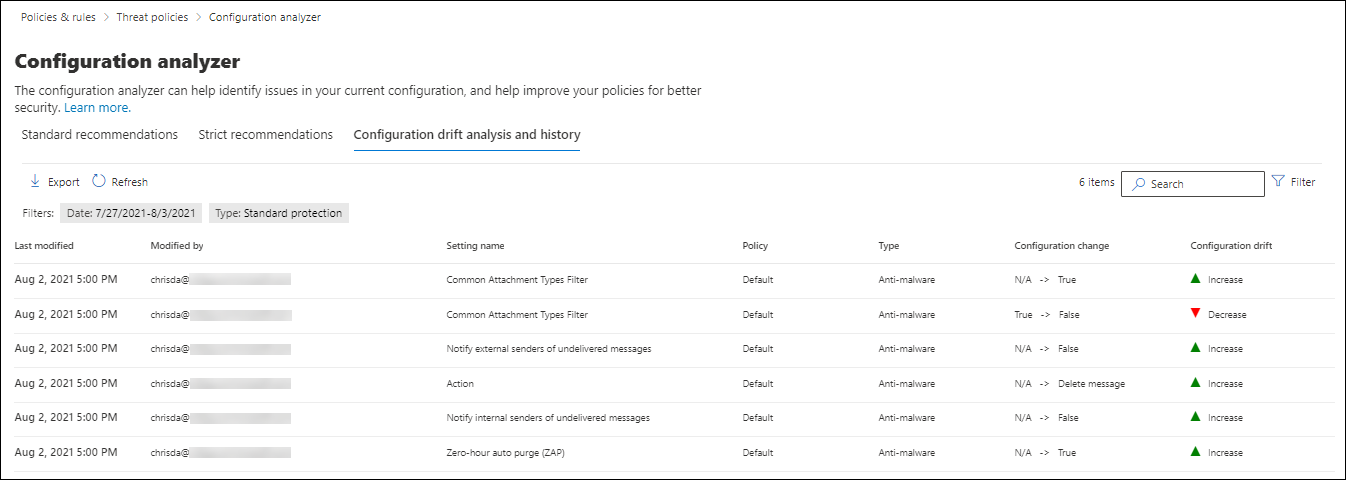 Policies & rules > Threat policies > Configuration analyzer
Configuration analyzer
The configuration analyzer can help identify issues in your current configuration, and help improve your policies for better
security. Learn more.
Standard recommendations Strict recommendations Configuration drift analysis and history
Export Refresh 6 items Search Filter
Filters: Date: 7/27/2021-8/3/2021 Type: Standard protection
Last modified Modified by Setting name Policy Type Configuration change Configuration drift
Aug 2, 2021 5:00 PM chrisda@ Common Attachment Types Filter Default Anti-malware N/A -> True Increase
Aug 2, 2021 5:00 PM chrisda@ Common Attachment Types Filter Default Anti-malware True -> False Decrease
Aug 2, 2021 5:00 PM chrisda@ Notify external senders of undelivered messages Default Anti-malware N/A -> False Increase
Aug 2, 2021 5:00 PM chrisda@ Action Default Anti-malware N/A -> Delete message Increase
Aug 2, 2021 5:00 PM chrisda@ Notify internal senders of undelivered messages Default Anti-malware N/A -> False Increase
Aug 2, 2021 5:00 PM chrisda@ Zero-hour auto purge (ZAP) Default Anti-malware N/A -> True Increase